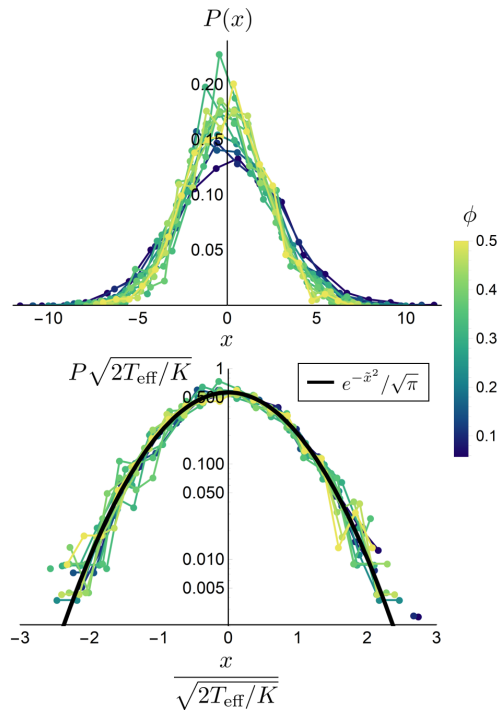 P(x)
0.20
0.15
0.10
0.05
−10 −5 0 5 10
x
ϕ
0.5
0.4
0.3
0.2
0.1
P√(2T_eff/K)
1
e^{−x̃²}/√π
0.500
0.100
0.050
0.010
0.005
−3 −2 −1 0 1 2 3
x
√(2T_eff/K)